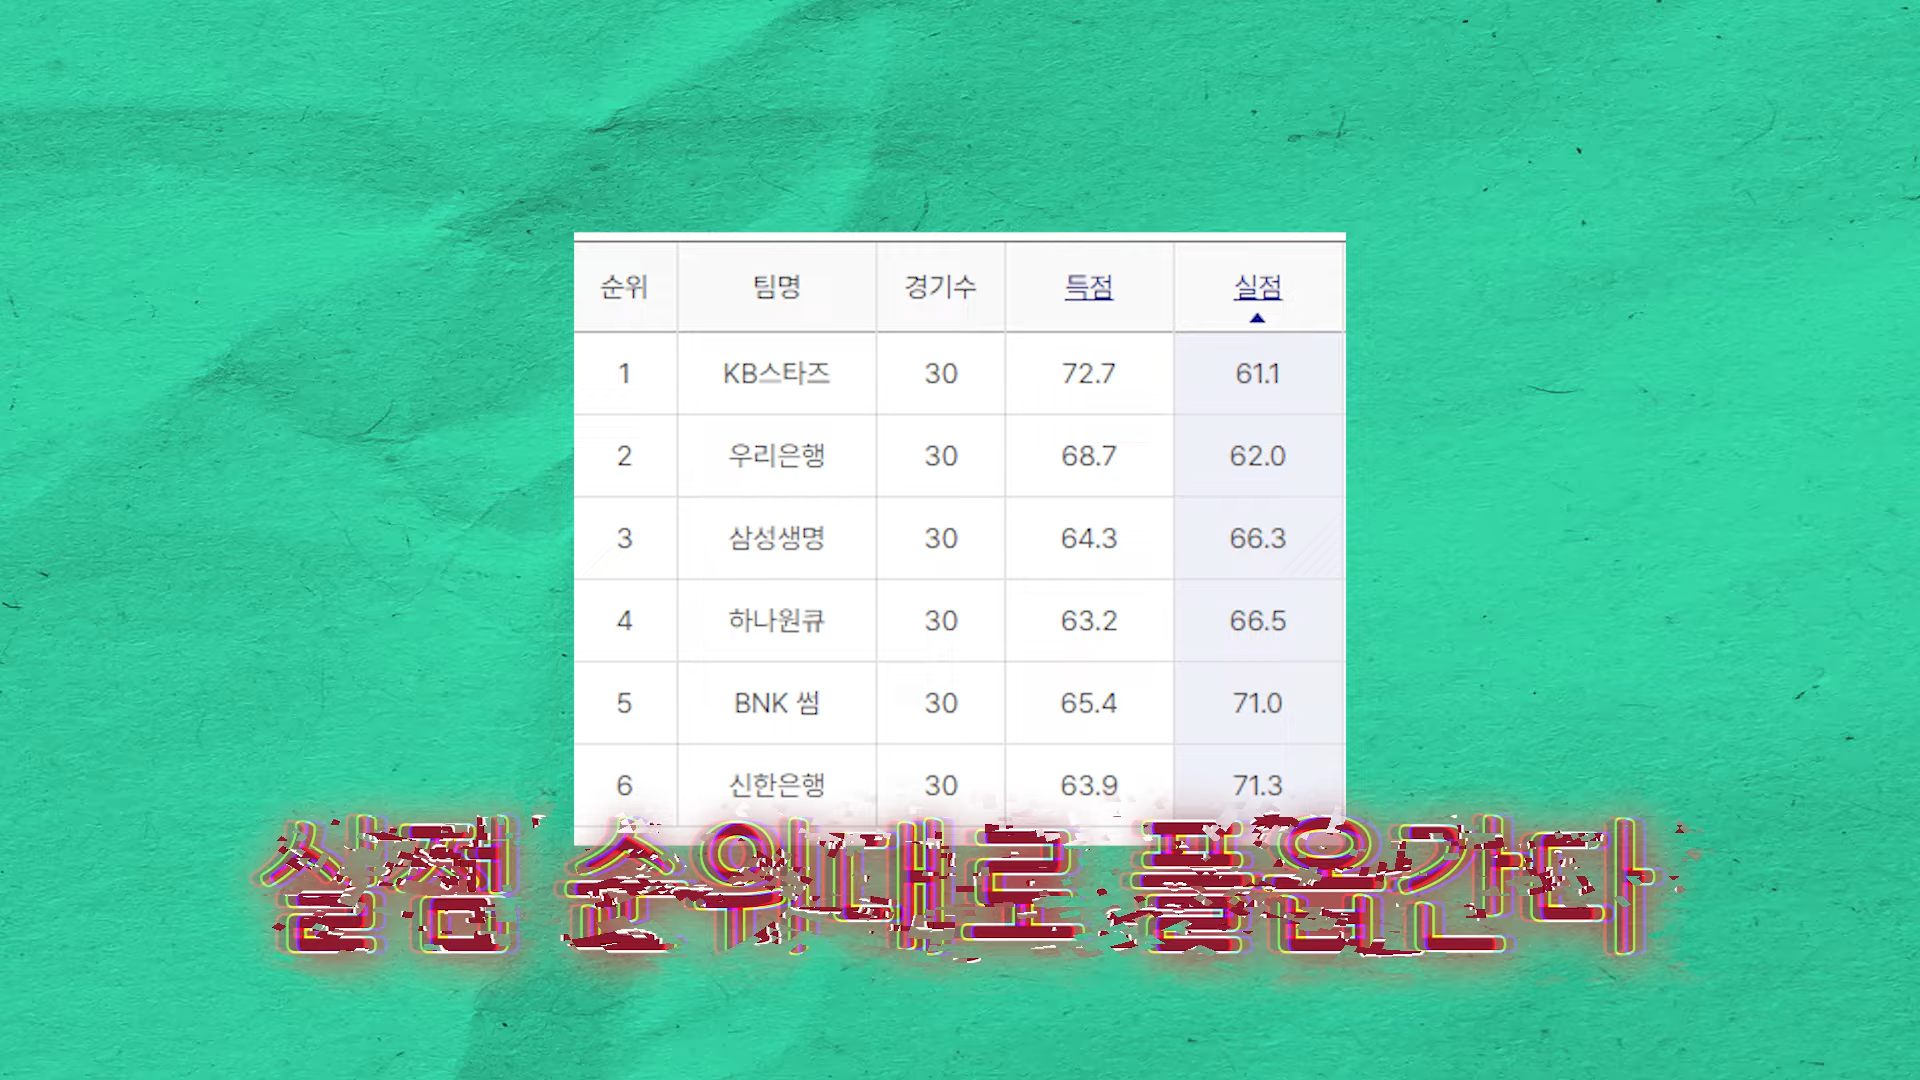 순위 팀명 경기수 득점 실점
1 KB스타즈 30 72.7 61.1
2 우리은행 30 68.7 62.0
3 삼성생명 30 64.3 66.3
4 하나원큐 30 63.2 66.5
5 BNK 썸 30 65.4 71.0
6 신한은행 30 63.9 71.3
실점 순위대로 플옵간다